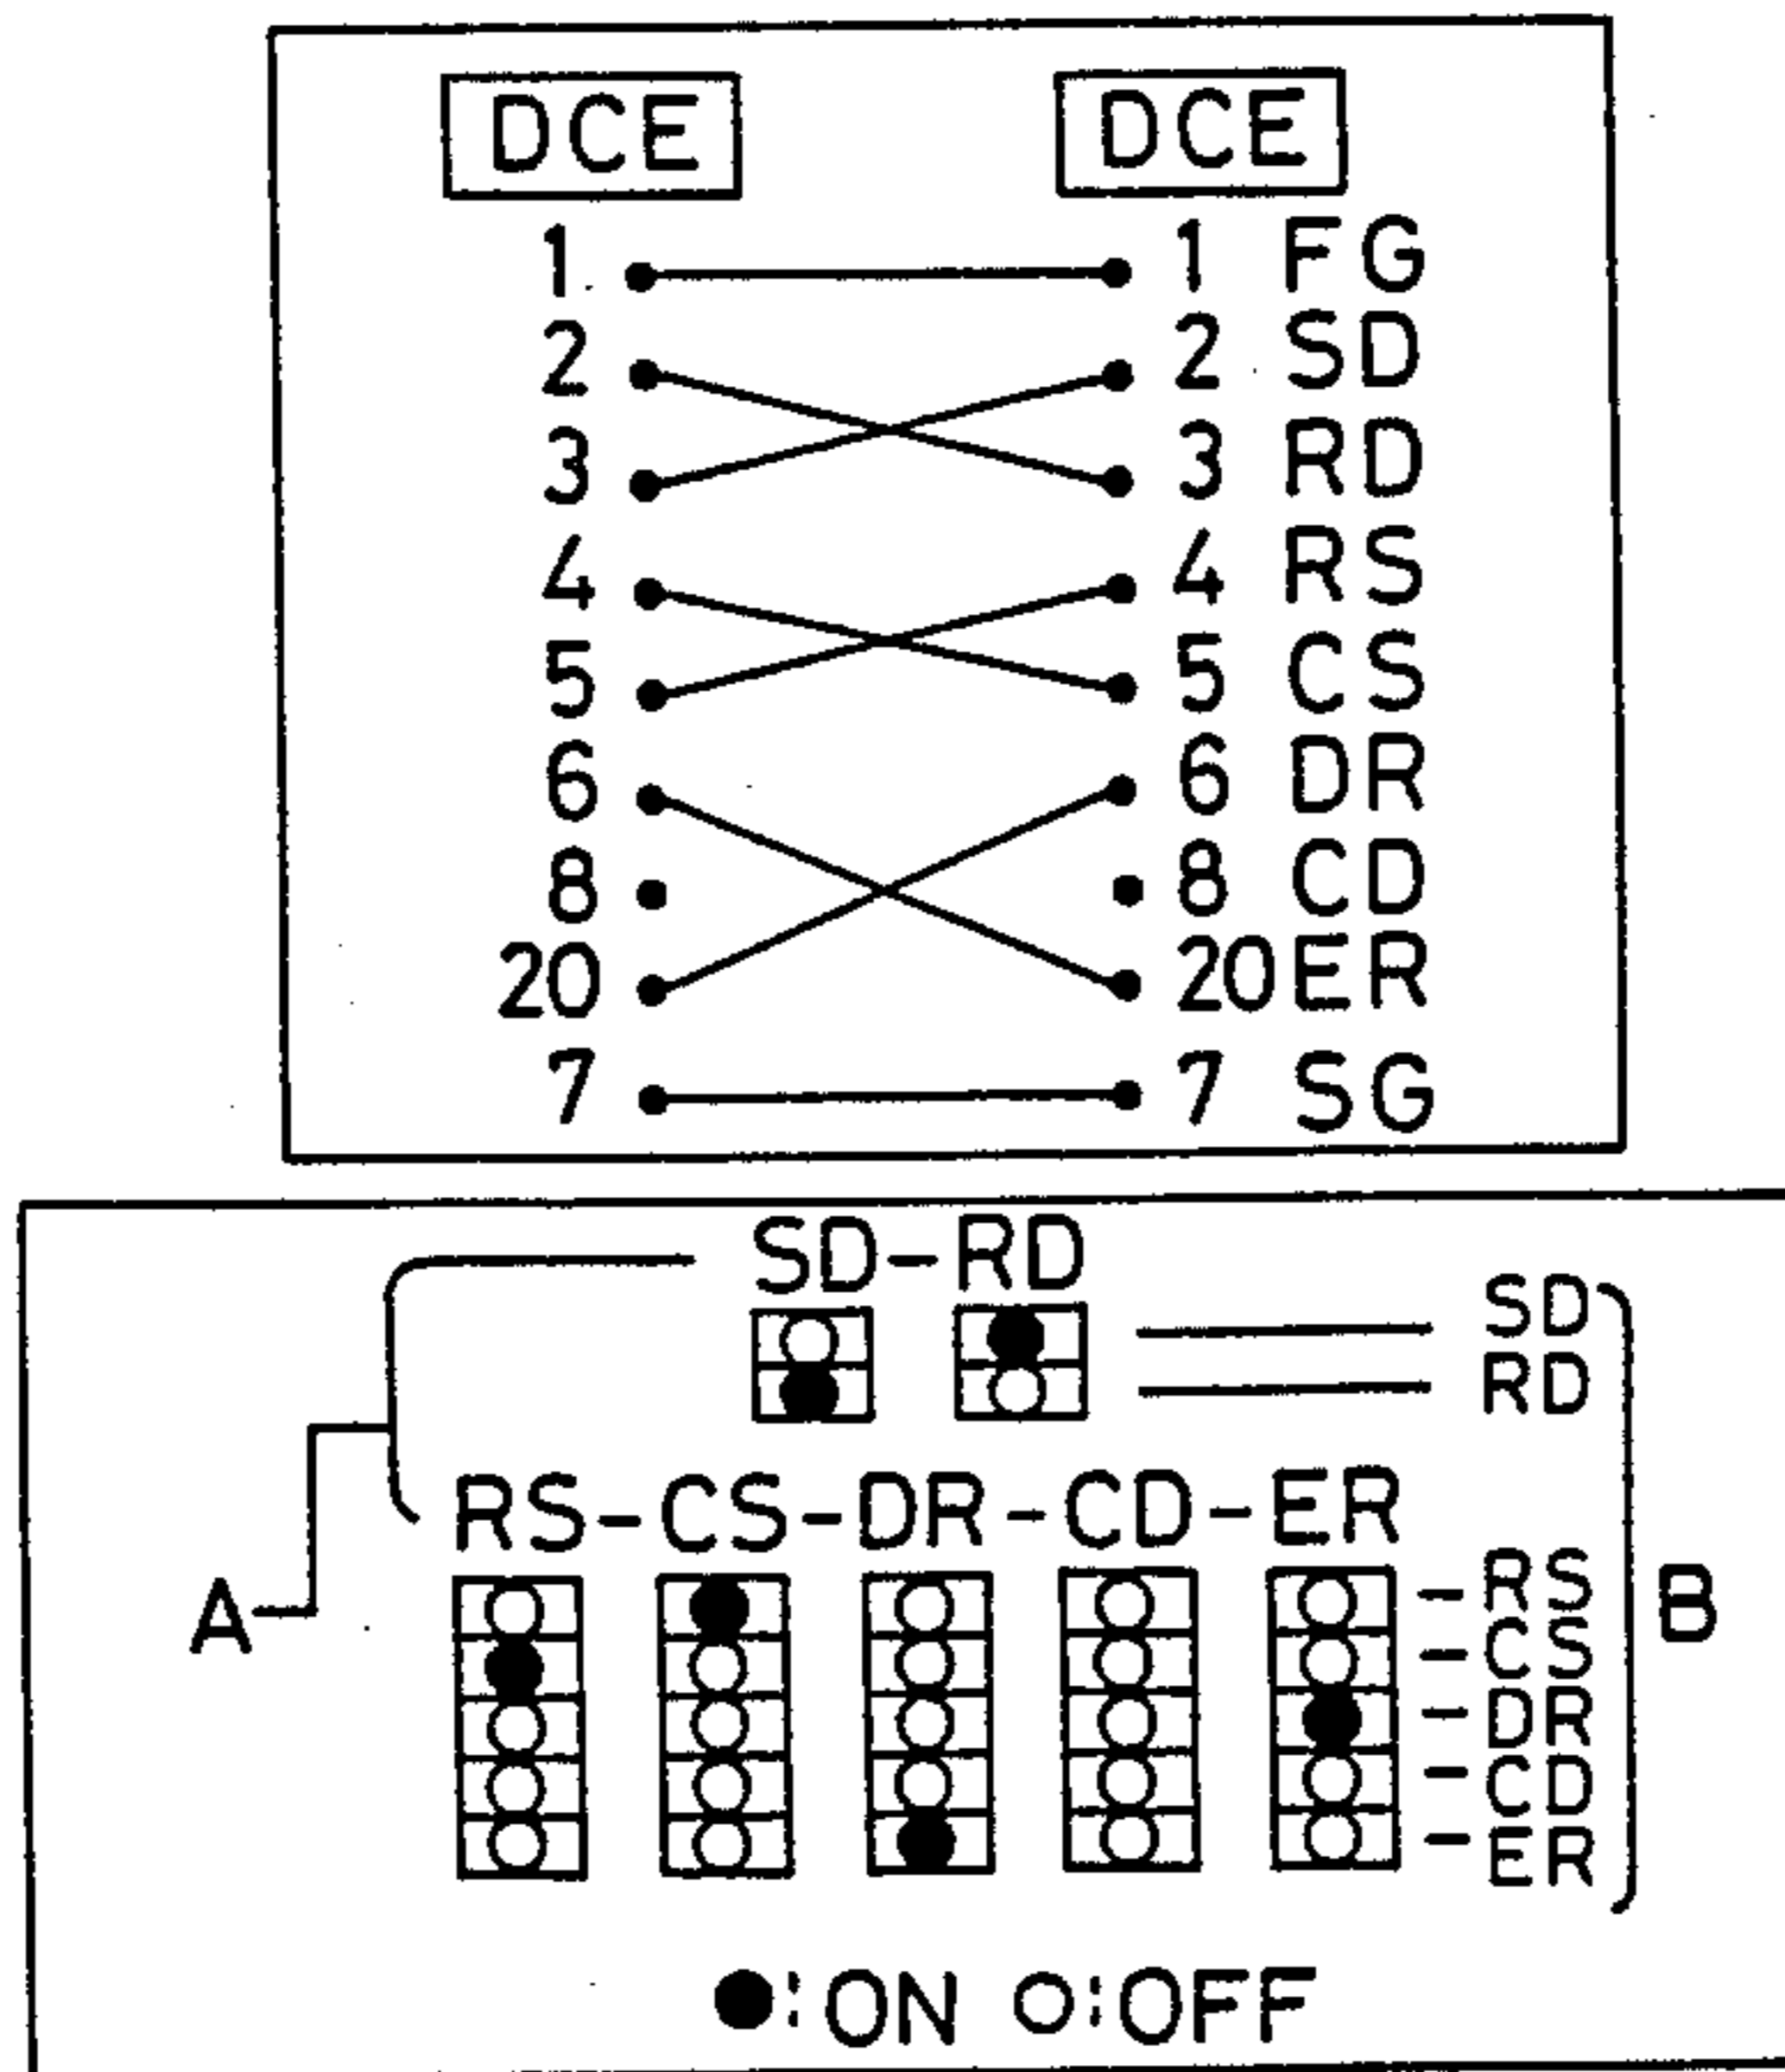 DCE DCE
1 1 FG
2 2 SD
3 3 RD
4 4 RS
5 5 CS
6 6 DR
8 8 CD
20 20 ER
7 7 SG
SD-RD
SD
RD
RS-CS-DR-CD-ER
A
-RS
-CS
-DR
-CD
-ER
B
●:ON ○:OFF